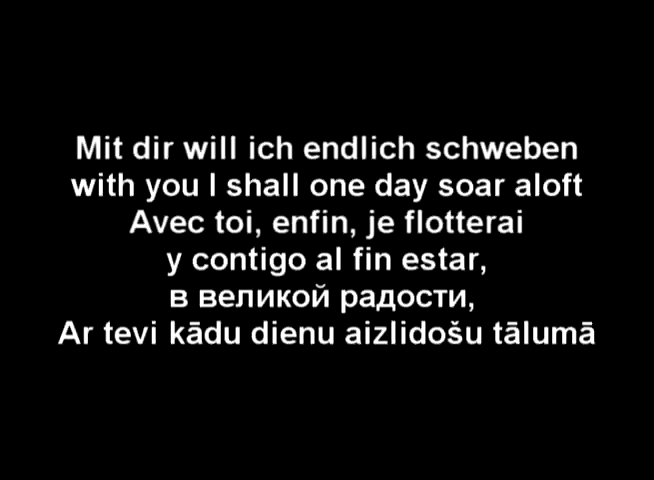 Mit dir will ich endlich schweben
with you I shall one day soar aloft
Avec toi, enfin, je flotterai
y contigo al fin estar,
в великой радости,
Ar tevi kādu dienu aizlidošu tālumā